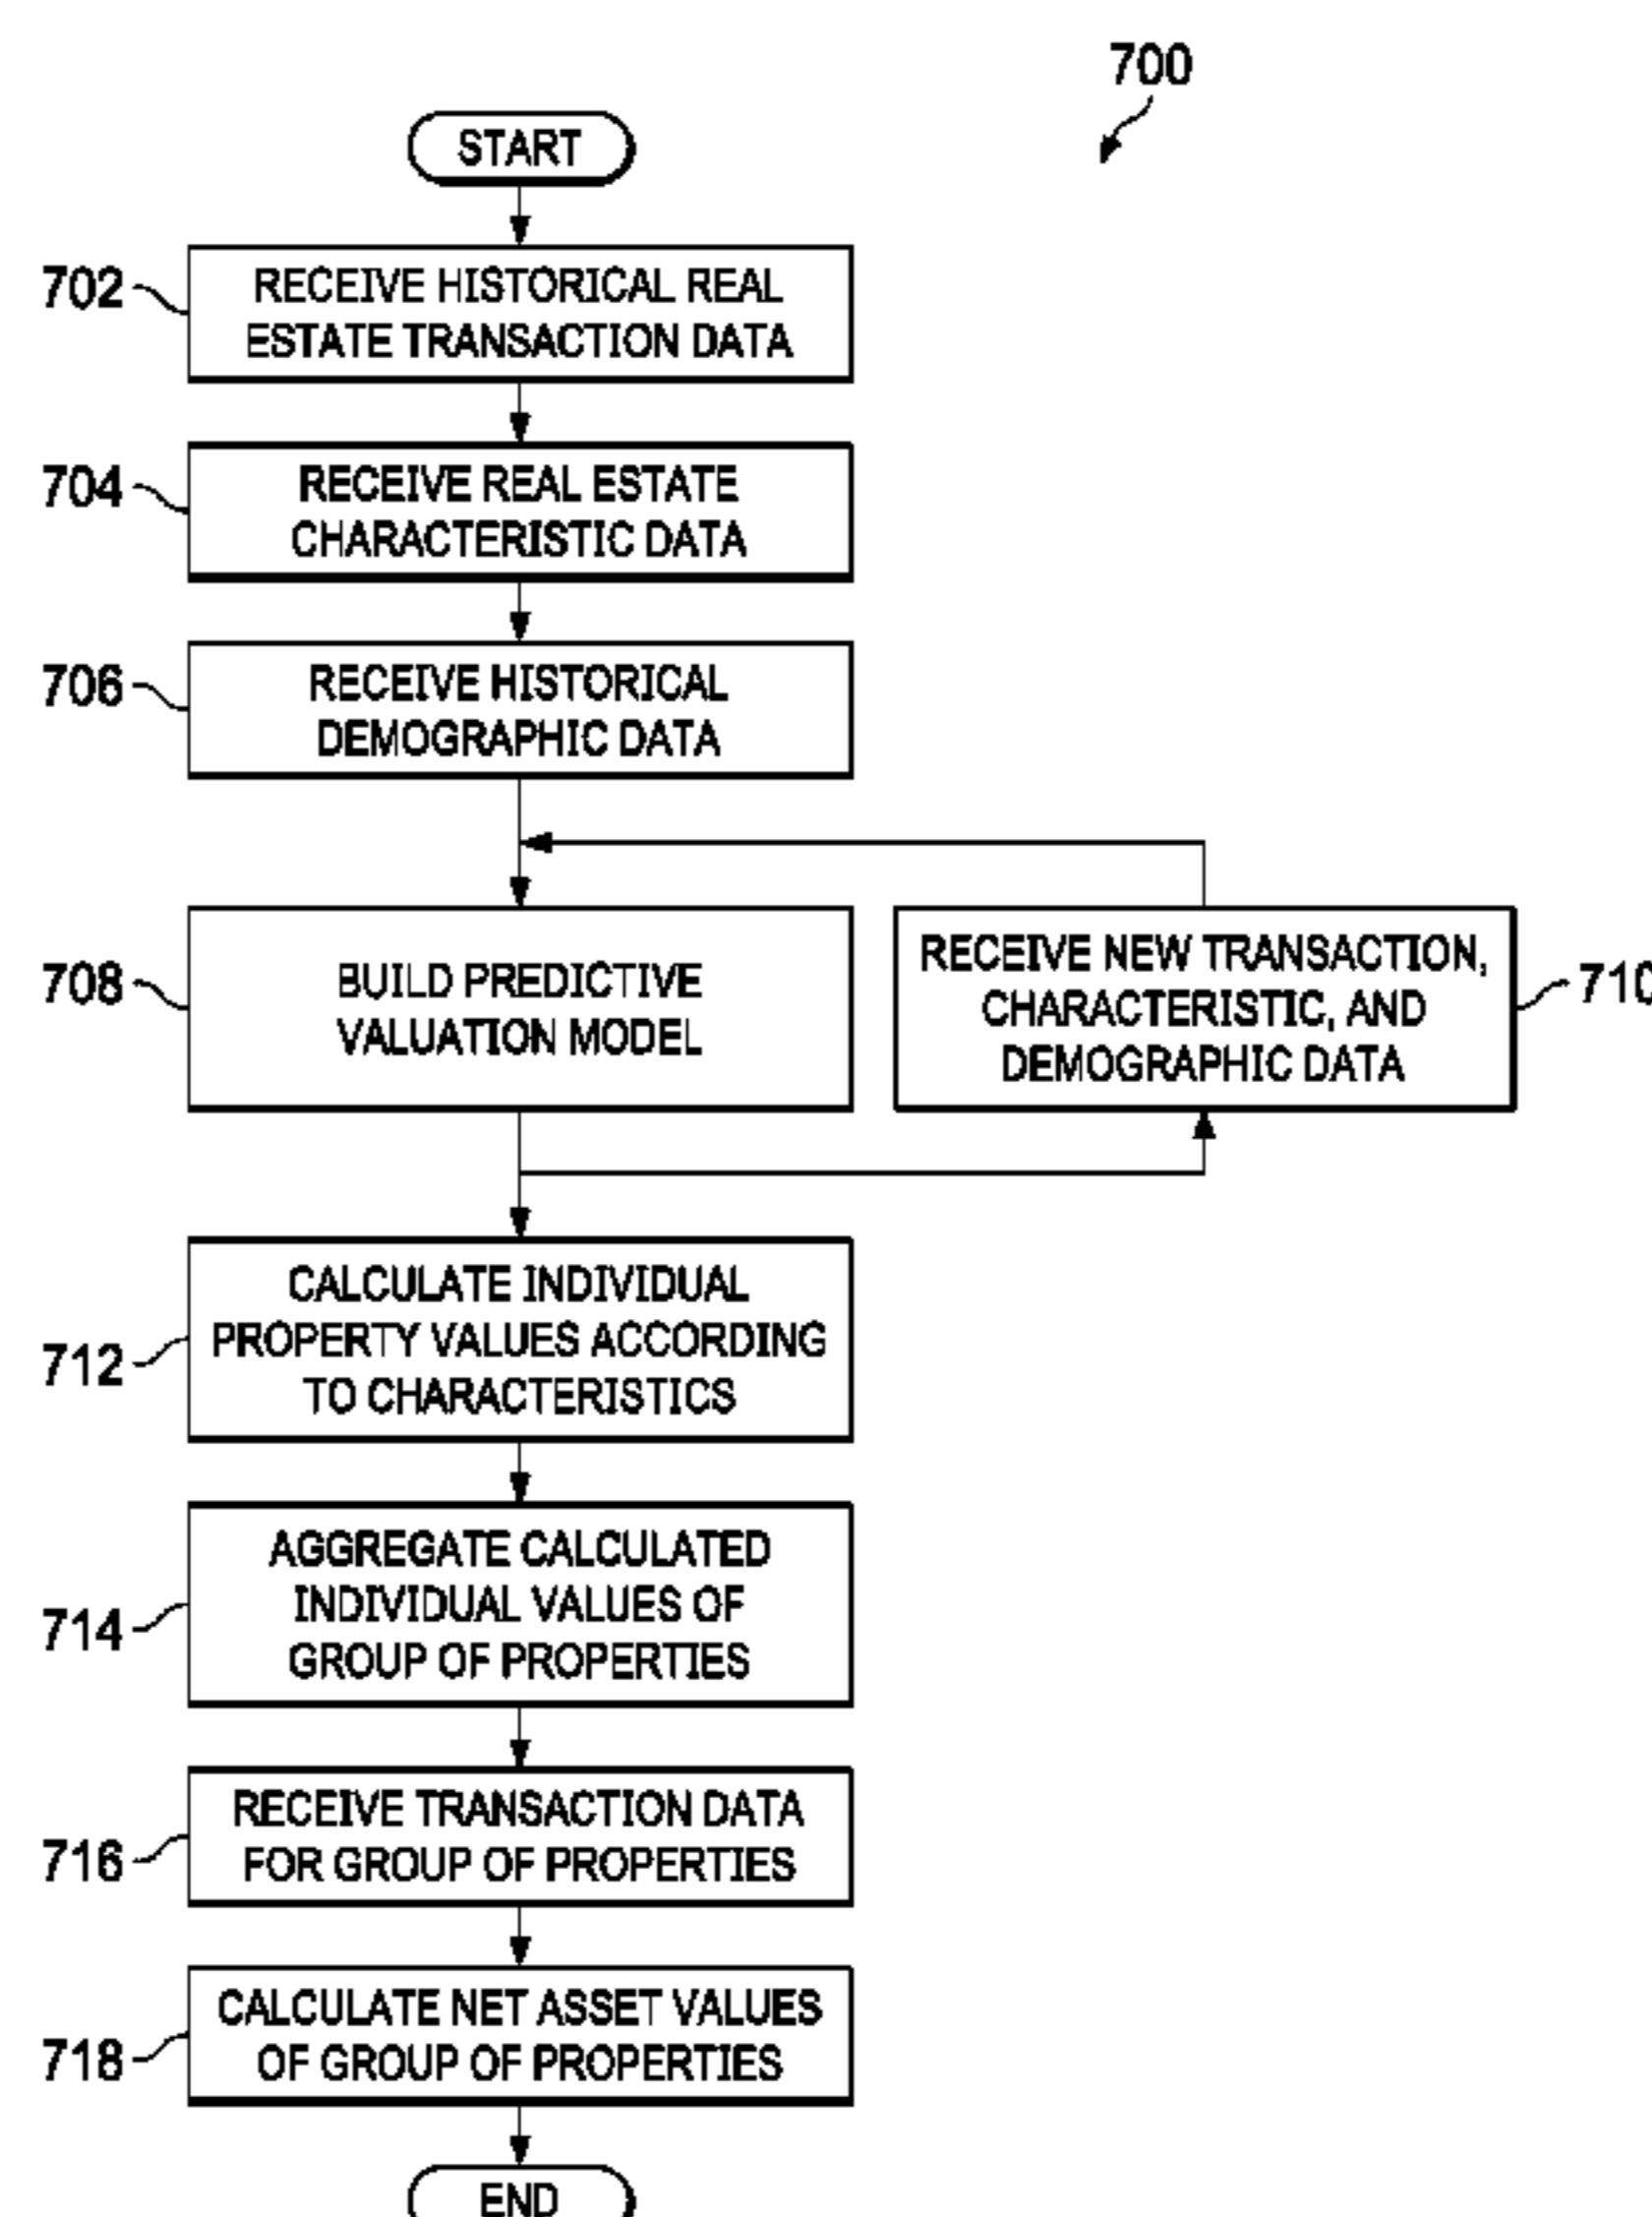 700
START
702
RECEIVE HISTORICAL REAL
ESTATE TRANSACTION DATA
704
RECEIVE REAL ESTATE
CHARACTERISTIC DATA
706
RECEIVE HISTORICAL
DEMOGRAPHIC DATA
708
BUILD PREDICTIVE
VALUATION MODEL
RECEIVE NEW TRANSACTION,
CHARACTERISTIC, AND
DEMOGRAPHIC DATA
710
712
CALCULATE INDIVIDUAL
PROPERTY VALUES ACCORDING
TO CHARACTERISTICS
714
AGGREGATE CALCULATED
INDIVIDUAL VALUES OF
GROUP OF PROPERTIES
716
RECEIVE TRANSACTION DATA
FOR GROUP OF PROPERTIES
718
CALCULATE NET ASSET VALUES
OF GROUP OF PROPERTIES
END